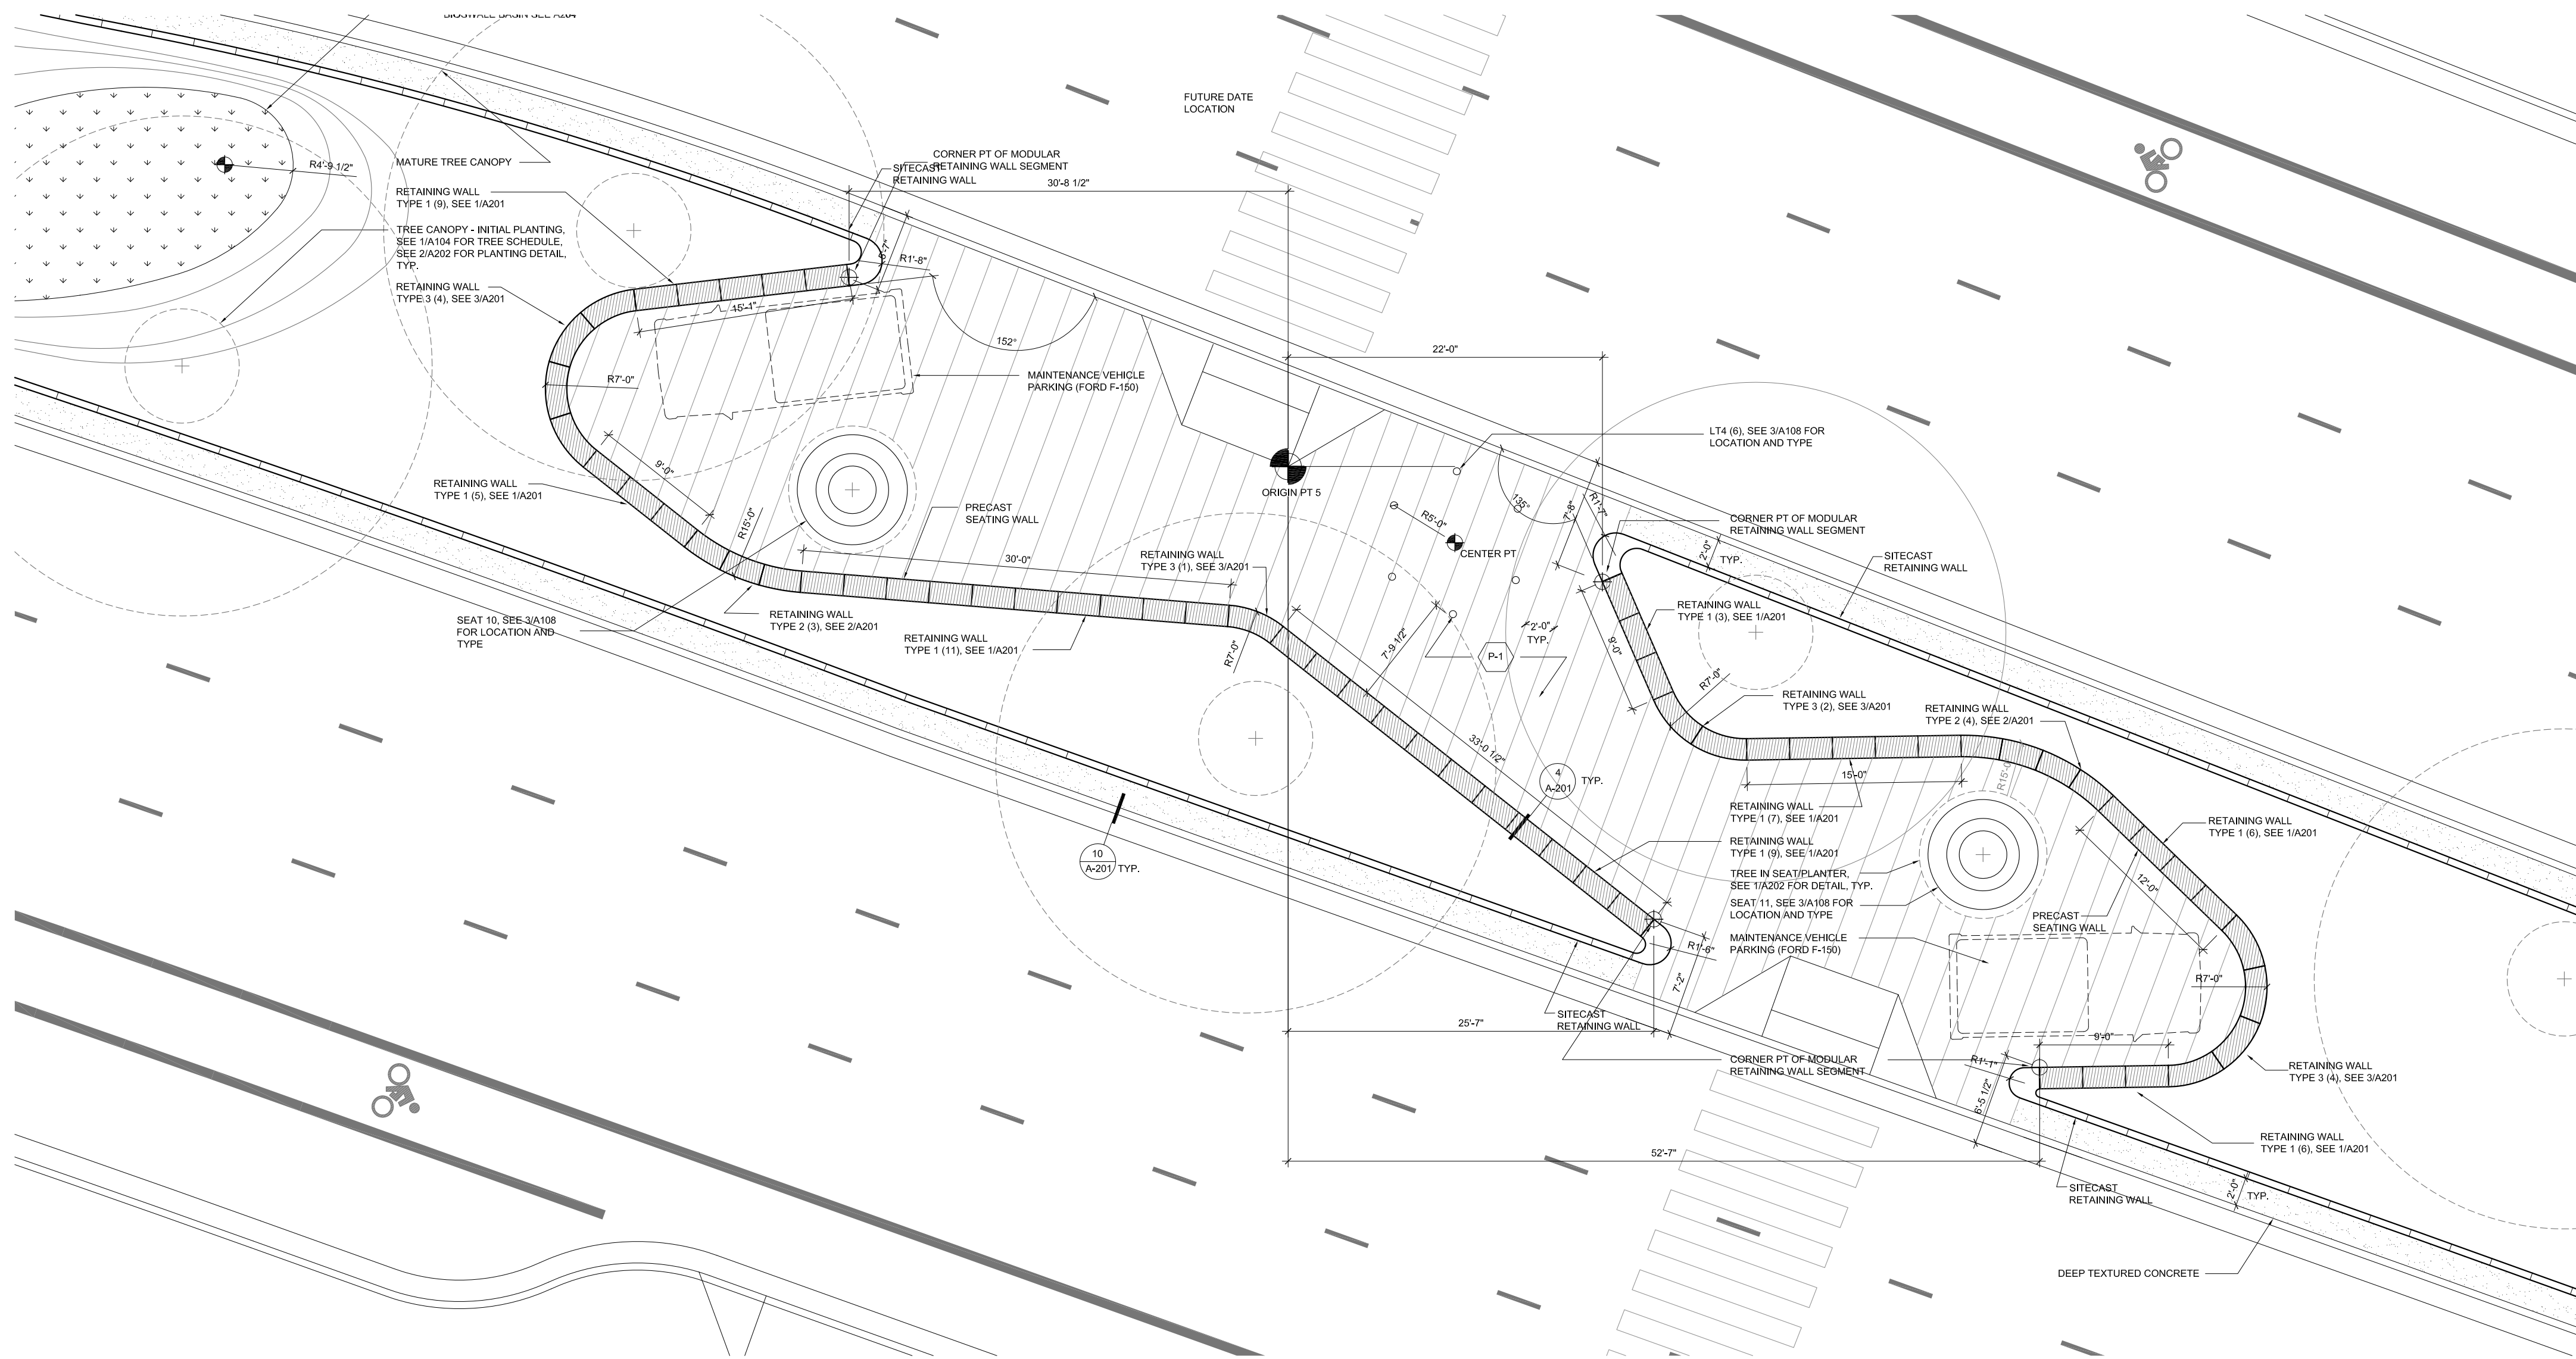 BIOSWALE BASIN SEE A204
FUTURE DATE
LOCATION
MATURE TREE CANOPY
R4'-9 1/2"
CORNER PT OF MODULAR
RETAINING WALL SEGMENT
SITECAST
RETAINING WALL
30'-8 1/2"
RETAINING WALL
TYPE 1 (9), SEE 1/A201
TREE CANOPY - INITIAL PLANTING,
SEE 1/A104 FOR TREE SCHEDULE,
SEE 2/A202 FOR PLANTING DETAIL,
TYP.
RETAINING WALL
TYPE 3 (4), SEE 3/A201
R1'-8"
15'-1"
152°
22'-0"
R7'-0"
MAINTENANCE VEHICLE
PARKING (FORD F-150)
LT4 (6), SEE 3/A108 FOR
LOCATION AND TYPE
9'-0"
RETAINING WALL
TYPE 1 (5), SEE 1/A201
ORIGIN PT 5
135°
7'-8"
R1'-7"
R15'-0"
PRECAST
SEATING WALL
R5'-0"
CENTER PT
CORNER PT OF MODULAR
RETAINING WALL SEGMENT
2'-0"
TYP.
SITECAST
RETAINING WALL
30'-0"
RETAINING WALL
TYPE 3 (1), SEE 3/A201
SEAT 10, SEE 3/A108
FOR LOCATION AND
TYPE
RETAINING WALL
TYPE 2 (3), SEE 2/A201
RETAINING WALL
TYPE 1 (11), SEE 1/A201
R7'-0"
7'-9 1/2"
2'-0"
TYP.
P-1
9'-0"
RETAINING WALL
TYPE 1 (3), SEE 1/A201
R7'-0"
RETAINING WALL
TYPE 3 (2), SEE 3/A201
RETAINING WALL
TYPE 2 (4), SEE 2/A201
33'-0 1/2"
4
A-201
TYP.
15'-0"
R15'-0
RETAINING WALL
TYPE 1 (7), SEE 1/A201
RETAINING WALL
TYPE 1 (6), SEE 1/A201
10
A-201
TYP.
RETAINING WALL
TYPE 1 (9), SEE 1/A201
TREE IN SEAT/PLANTER,
SEE 1/A202 FOR DETAIL, TYP.
SEAT 11, SEE 3/A108 FOR
LOCATION AND TYPE
12'-0"
PRECAST
SEATING WALL
MAINTENANCE VEHICLE
PARKING (FORD F-150)
R1'-6"
7'-2"
R7'-0"
SITECAST
RETAINING WALL
25'-7"
9'-0"
CORNER PT OF MODULAR
RETAINING WALL SEGMENT
R1'-1"
6'-5 1/2"
RETAINING WALL
TYPE 3 (4), SEE 3/A201
RETAINING WALL
TYPE 1 (6), SEE 1/A201
52'-7"
SITECAST
RETAINING WALL
2'-0"
TYP.
DEEP TEXTURED CONCRETE